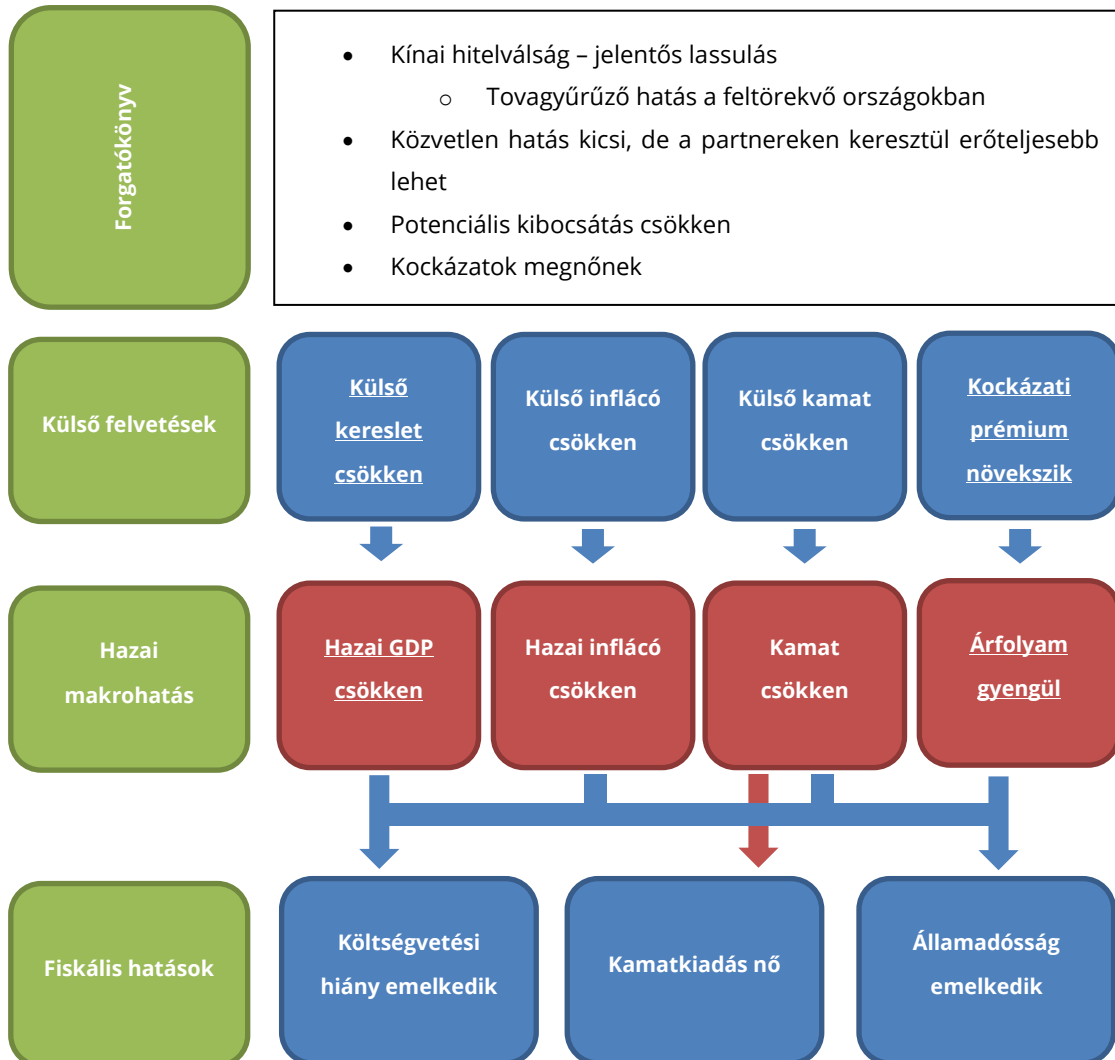 Forgatókönyv
• Kínai hitelválság – jelentős lassulás
o Tovagyűrűző hatás a feltörekvő országokban
• Közvetlen hatás kicsi, de a partnereken keresztül erőteljesebb
lehet
• Potenciális kibocsátás csökken
• Kockázatok megnőnek
Külső felvetések
Külső
kereslet
csökken
Külső inflácó
csökken
Külső kamat
csökken
Kockázati
prémium
növekszik
Hazai
makrohatás
Hazai GDP
csökken
Hazai inflácó
csökken
Kamat
csökken
Árfolyam
gyengül
Fiskális hatások
Költségvetési
hiány emelkedik
Kamatkiadás nő
Államadósság
emelkedik